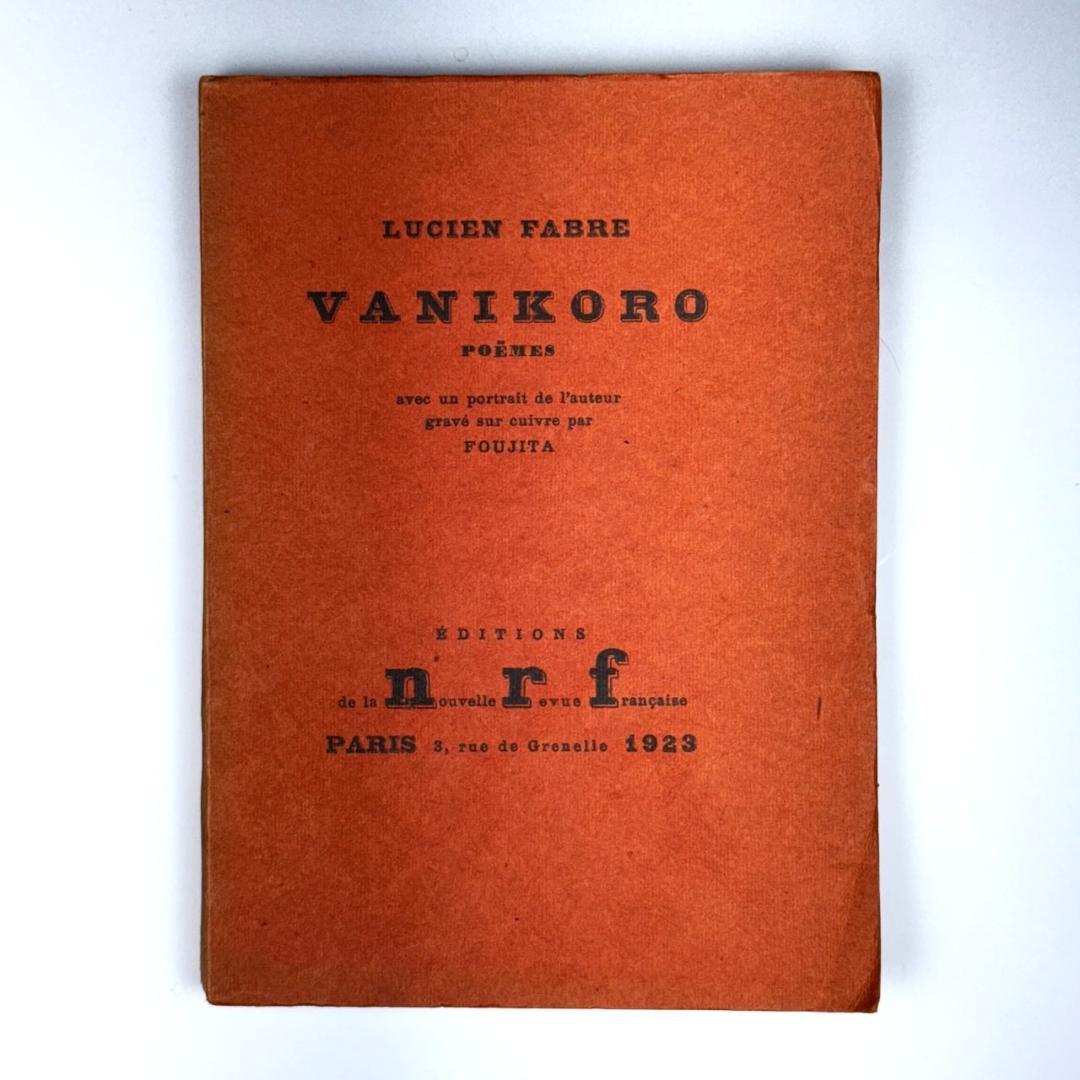 LUCIEN FABRE
VANIKORO
POËMES
avec un portrait de l'auteur
gravé sur cuivre par
FOUJITA
ÉDITIONS
de la nouvelle revue française
PARIS 3, rue de Grenelle 1923